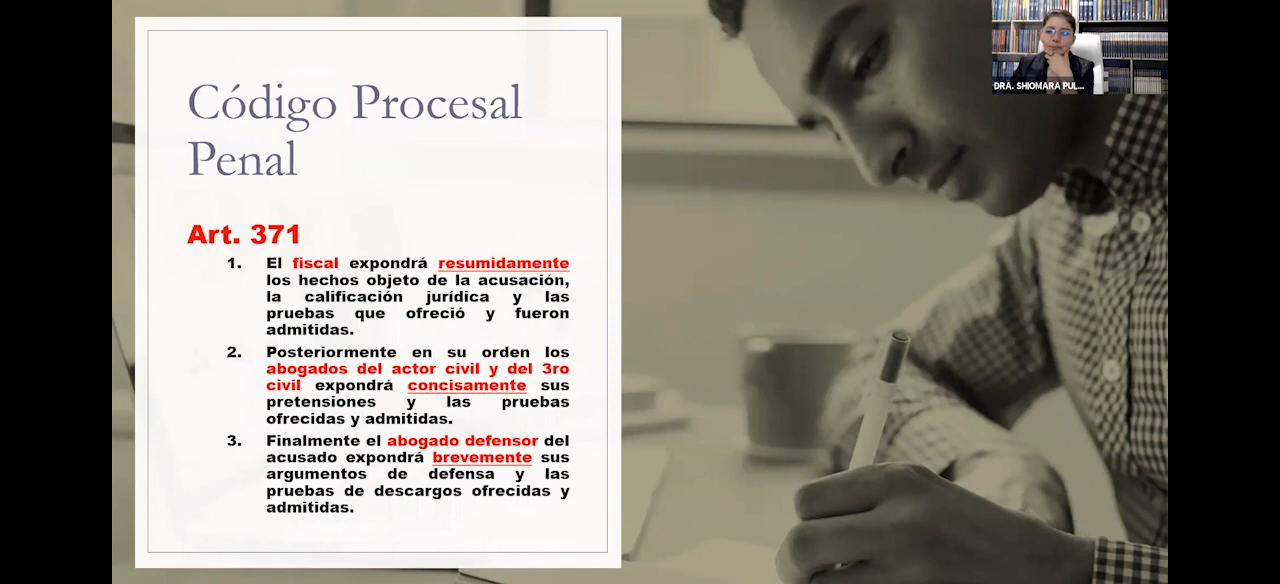 Código Procesal
Penal
Art. 371
1. El fiscal expondrá resumidamente
los hechos objeto de la acusación,
la calificación jurídica y las
pruebas que ofreció y fueron
admitidas.
2. Posteriormente en su orden los
abogados del actor civil y del 3ro
civil expondrá concisamente sus
pretensiones y las pruebas
ofrecidas y admitidas.
3. Finalmente el abogado defensor del
acusado expondrá brevemente sus
argumentos de defensa y las
pruebas de descargos ofrecidas y
admitidas.
DRA. SHIOMARA PUL...